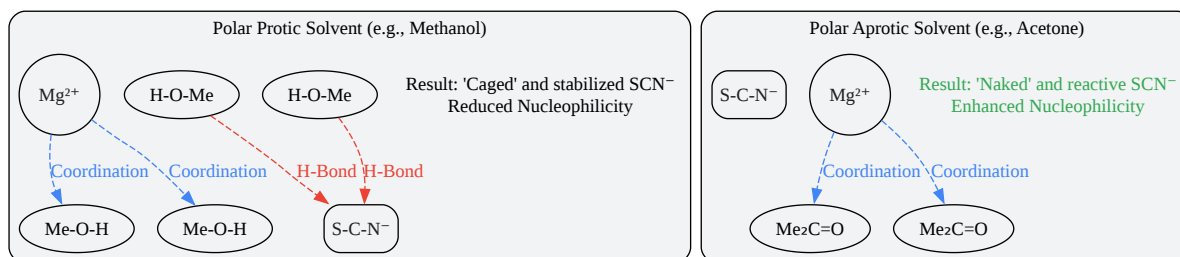 Polar Protic Solvent (e.g., Methanol)
Mg²⁺
H-O-Me
H-O-Me
Result: 'Caged' and stabilized SCN⁻
Reduced Nucleophilicity
Coordination
Coordination
H-Bond
H-Bond
Me-O-H
Me-O-H
S-C-N⁻
Polar Aprotic Solvent (e.g., Acetone)
S-C-N⁻
Mg²⁺
Result: 'Naked' and reactive SCN⁻
Enhanced Nucleophilicity
Coordination
Coordination
Me₂C=O
Me₂C=O